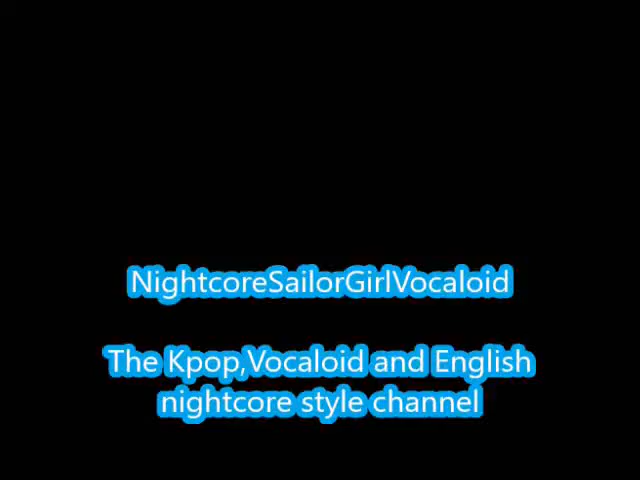 NightcoreSailorGirlVocaloid
The Kpop,Vocaloid and English
nightcore style channel